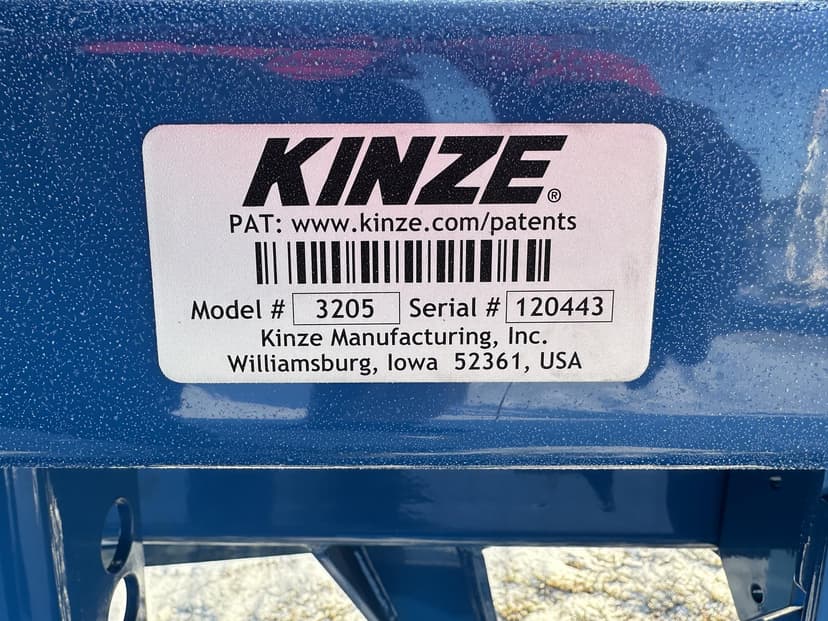 KINZE®
PAT: www.kinze.com/patents
Model # 3205 Serial # 120443
Kinze Manufacturing, Inc.
Williamsburg, Iowa 52361, USA